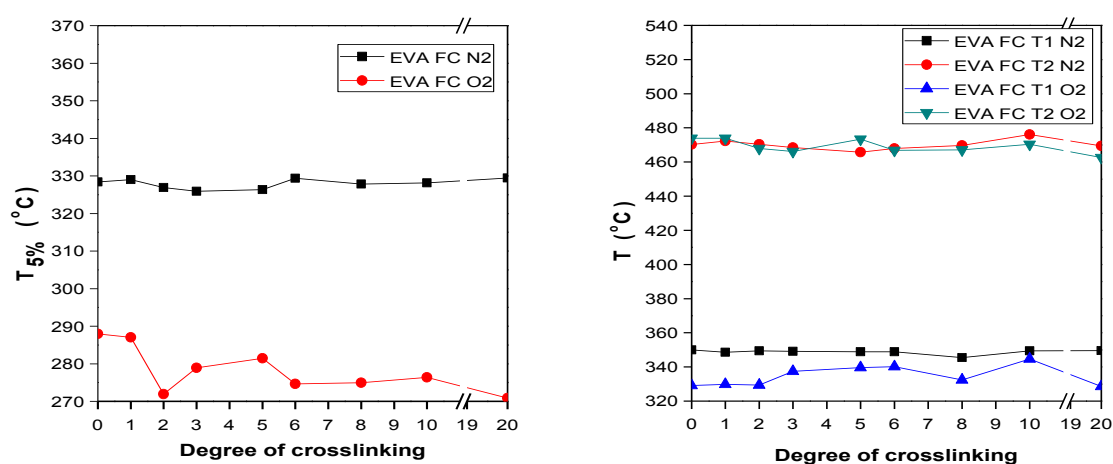 370
360
350
340
330
320
310
300
290
280
270
T5% (°C)
EVA FC N2
EVA FC O2
0 1 2 3 4 5 6 7 8 9 10 19 20
Degree of crosslinking
540
520
500
480
460
440
420
400
380
360
340
320
T (°C)
EVA FC T1 N2
EVA FC T2 N2
EVA FC T1 O2
EVA FC T2 O2
0 1 2 3 4 5 6 7 8 9 10 19 20
Degree of crosslinking